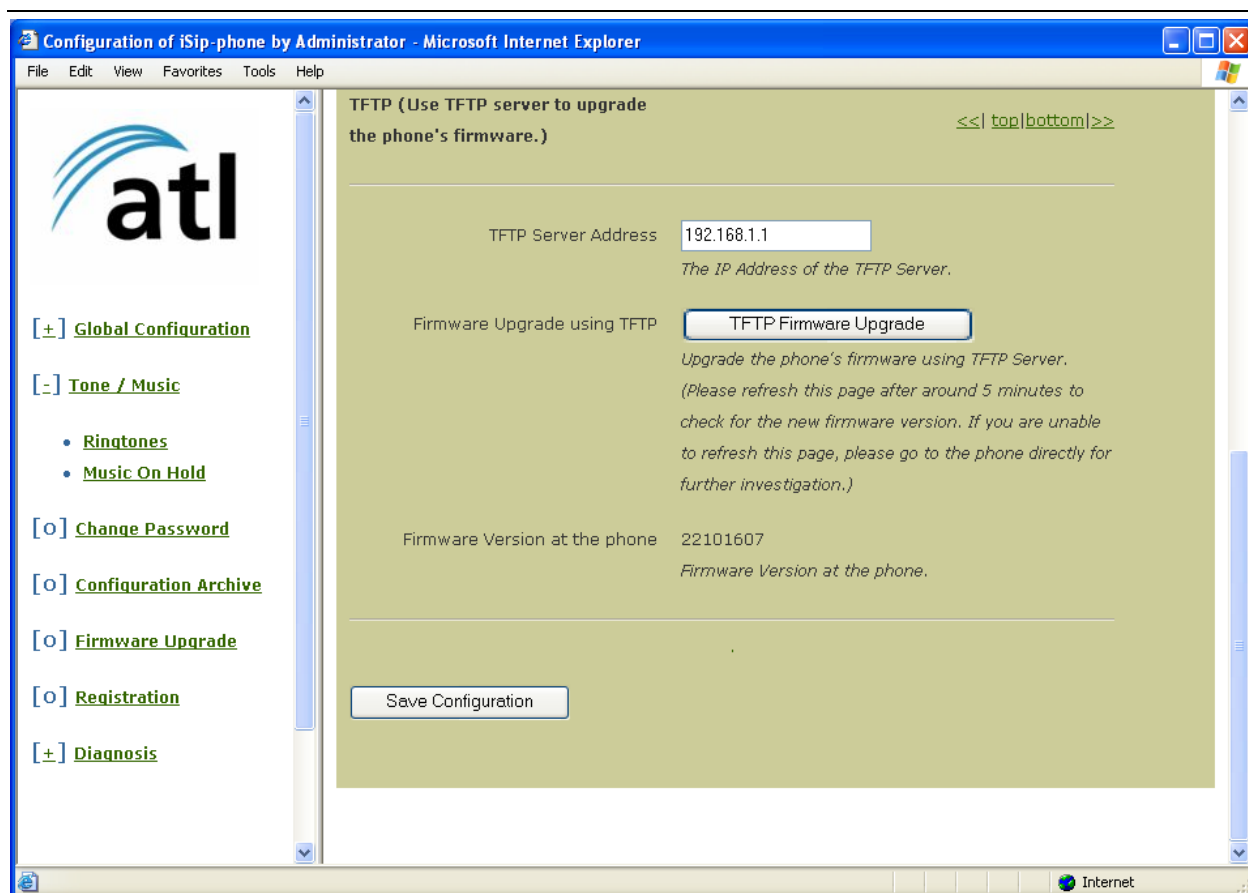 Configuration of iSip-phone by Administrator - Microsoft Internet Explorer
File Edit View Favorites Tools Help
atl
[+] Global Configuration
[-] Tone / Music
• Ringtones
• Music On Hold
[O] Change Password
[O] Configuration Archive
[O] Firmware Upgrade
[O] Registration
[+] Diagnosis
TFTP (Use TFTP server to upgrade
the phone's firmware.)
<<| top|bottom|>>
TFTP Server Address 192.168.1.1
The IP Address of the TFTP Server.
Firmware Upgrade using TFTP TFTP Firmware Upgrade
Upgrade the phone's firmware using TFTP Server.
(Please refresh this page after around 5 minutes to
check for the new firmware version. If you are unable
to refresh this page, please go to the phone directly for
further investigation.)
Firmware Version at the phone 22101607
Firmware Version at the phone.
.
Save Configuration
Internet